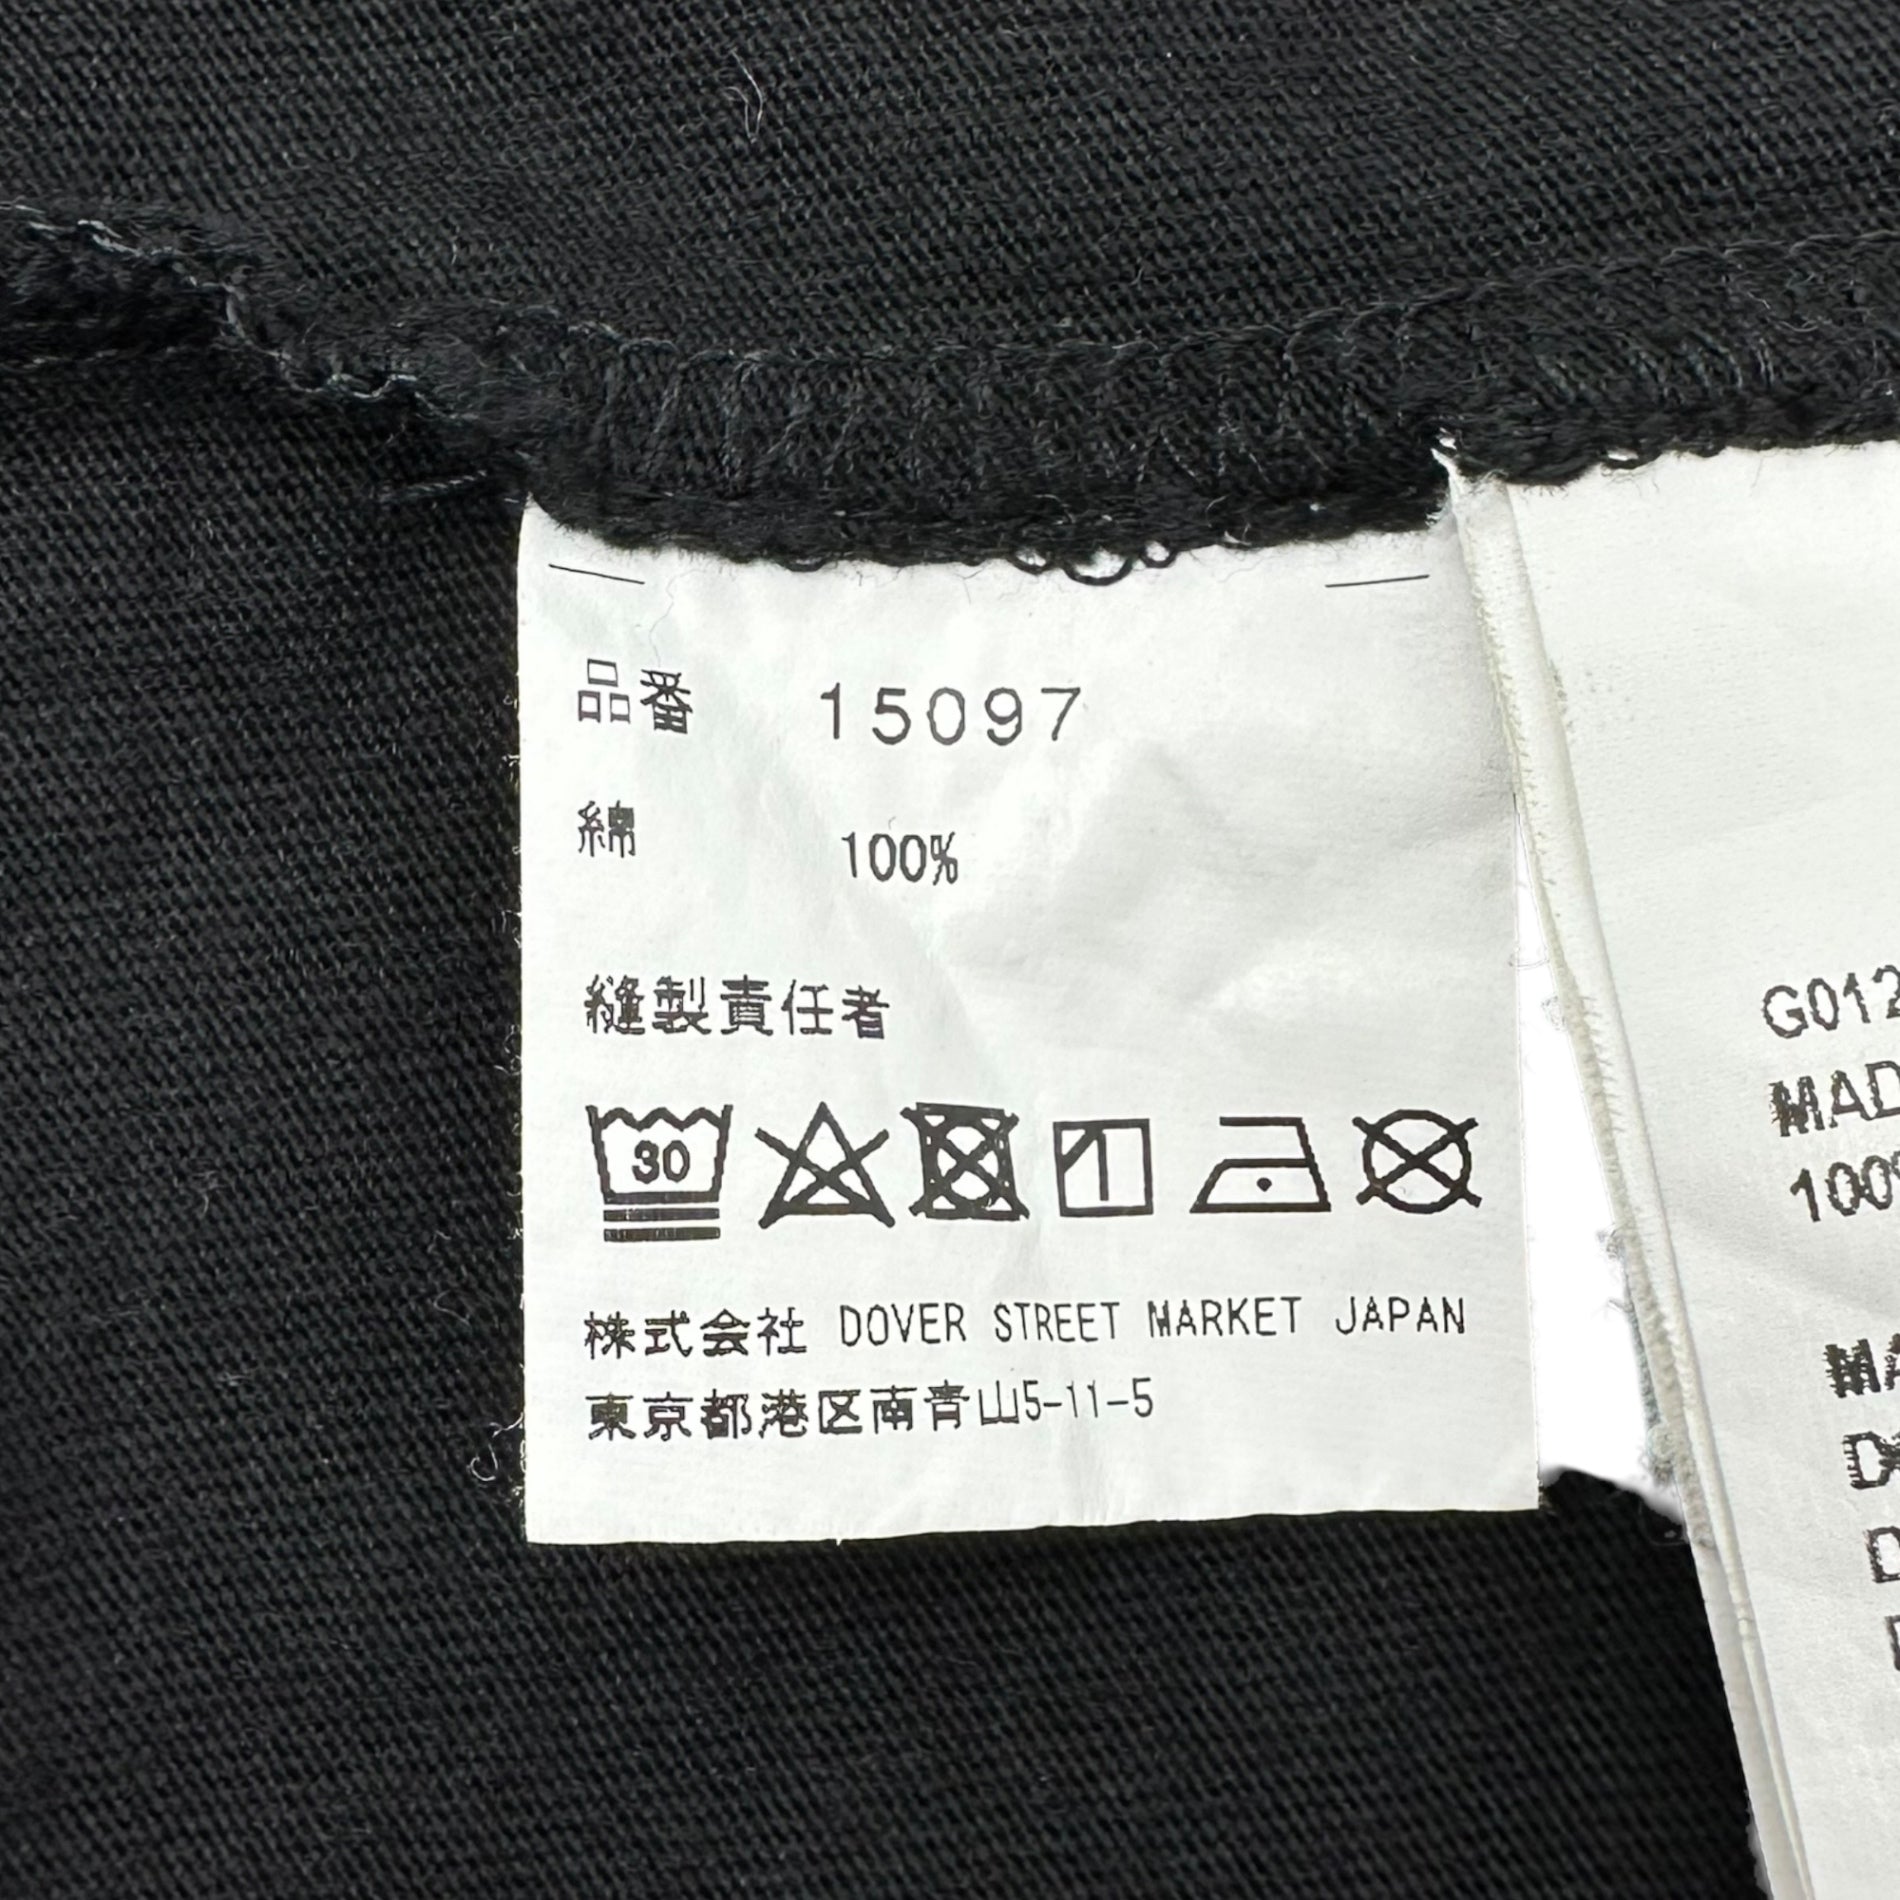 品番 15097
綿 100%
縫製責任者
30
株式会社 DOVER STREET MARKET JAPAN
東京都港区南青山5-11-5
G012
MAD
100%
MA